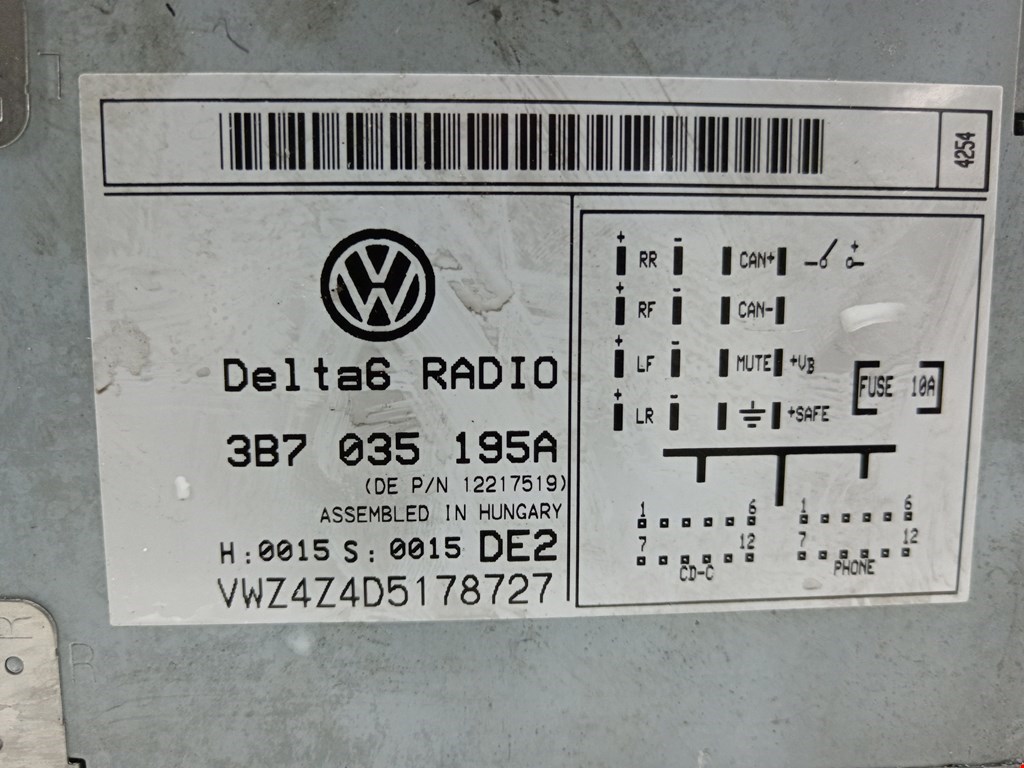 4254
Delta6 RADIO
3B7 035 195A
(DE P/N 12217519)
ASSEMBLED IN HUNGARY
H:0015 S:0015 DE2
VWZ4Z4D5178727
+ RR - CAN+ +
+ RF - CAN-
+ LF - MUTE +VB
+ LR - +SAFE
FUSE 10A
1 6 1 6
7 12 7 12
CD-C PHONE
R
R